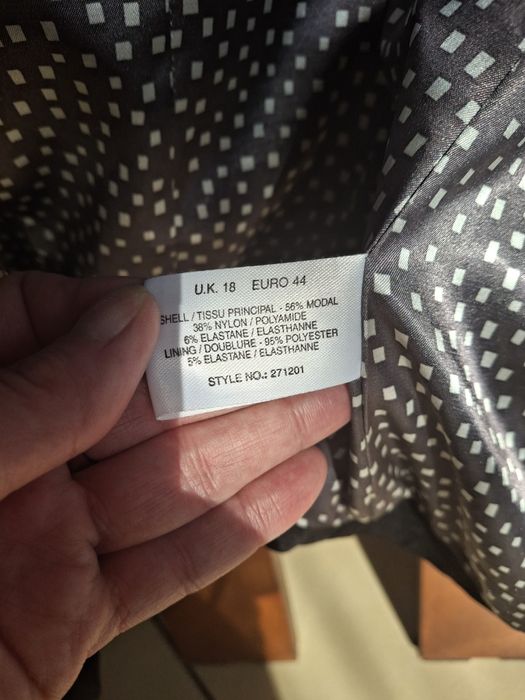 U.K. 18 EURO 44
SHELL / TISSU PRINCIPAL - 56% MODAL
38% NYLON / POLYAMIDE
6% ELASTANE / ELASTHANNE
LINING / DOUBLURE - 95% POLYESTER
5% ELASTANE / ELASTHANNE
STYLE NO.: 271201